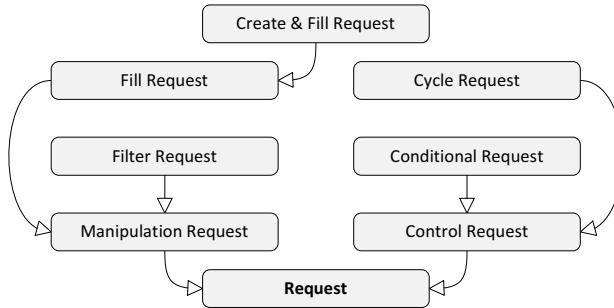 Create & Fill Request
Fill Request
Cycle Request
Filter Request
Conditional Request
Manipulation Request
Control Request
Request